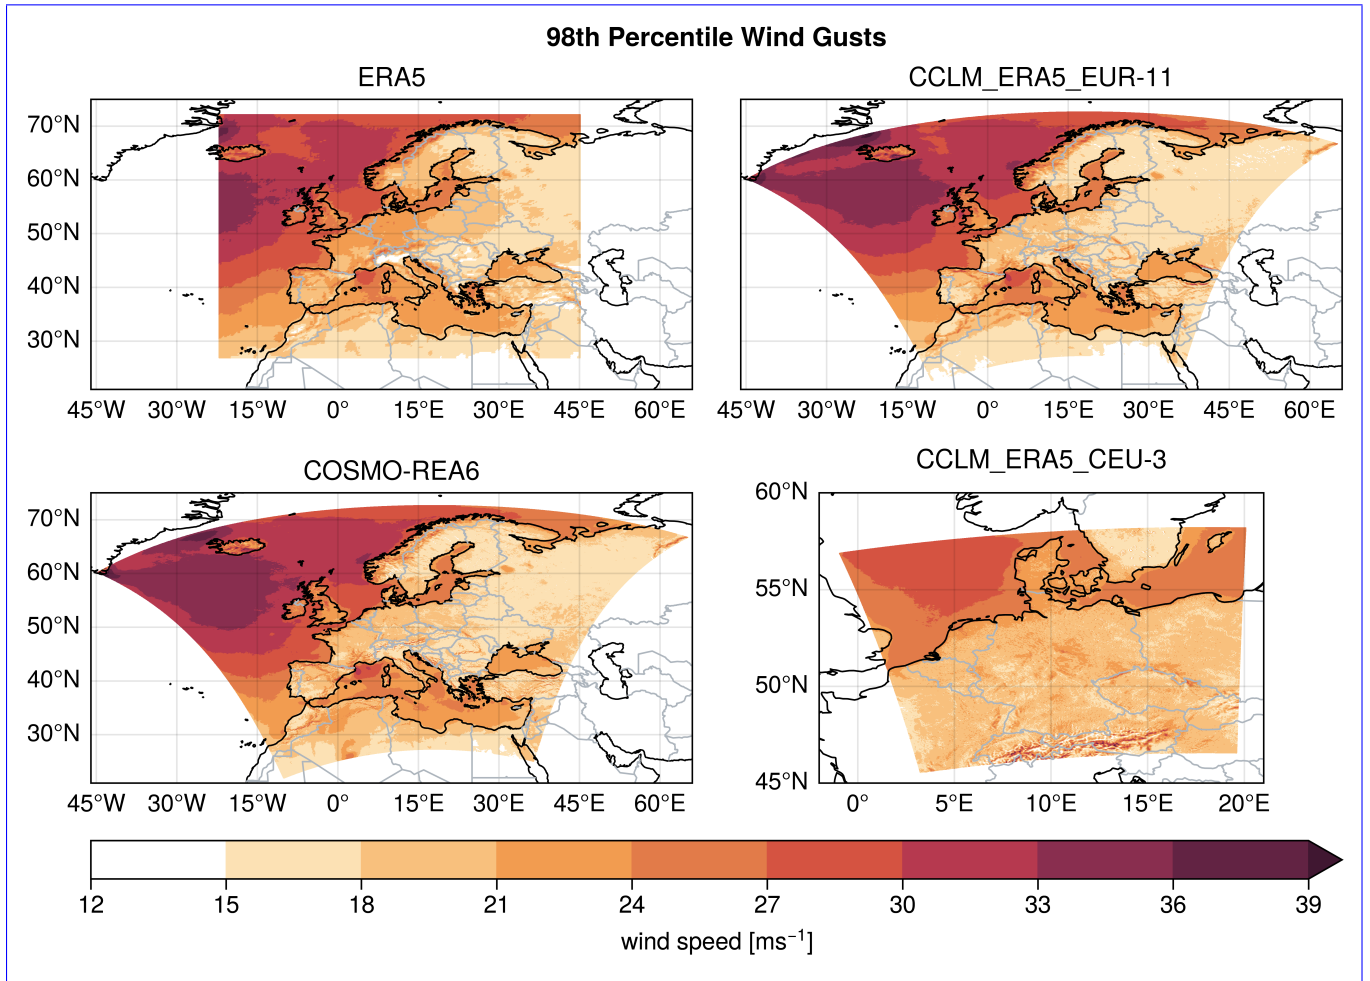 98th Percentile Wind Gusts
ERA5
CCLM_ERA5_EUR-11
70°N
60°N
50°N
40°N
30°N
45°W 30°W 15°W 0° 15°E 30°E 45°E 60°E
45°W 30°W 15°W 0° 15°E 30°E 45°E 60°E
COSMO-REA6
CCLM_ERA5_CEU-3
70°N
60°N
50°N
40°N
30°N
60°N
55°N
50°N
45°N
45°W 30°W 15°W 0° 15°E 30°E 45°E 60°E
0° 5°E 10°E 15°E 20°E
12 15 18 21 24 27 30 33 36 39
wind speed [ms⁻¹]